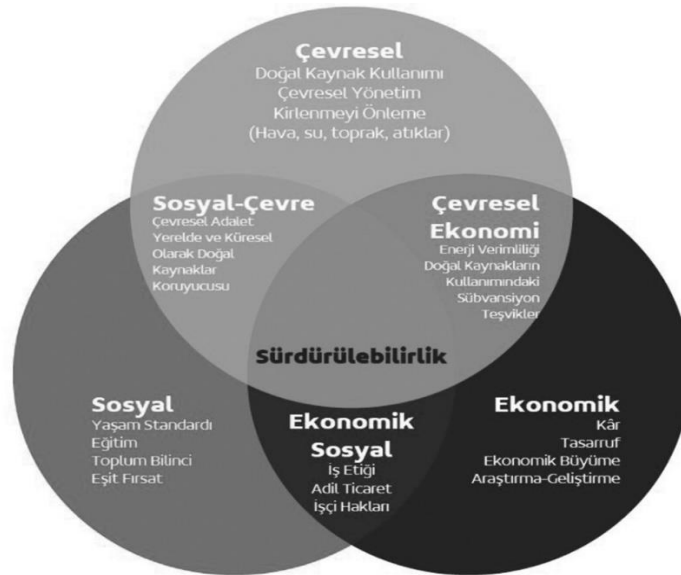 Çevresel
Doğal Kaynak Kullanımı
Çevresel Yönetim
Kirlenmeyi Önleme
(Hava, su, toprak, atıklar)
Sosyal-Çevre
Çevresel Adalet
Yerelde ve Küresel
Olarak Doğal
Kaynaklar
Koruyucusu
Çevresel
Ekonomi
Enerji Verimliliği
Doğal Kaynakların
Kullanımındaki
Sübvansiyon
Teşvikler
Sürdürülebilirlik
Sosyal
Yaşam Standardı
Eğitim
Toplum Bilinci
Eşit Fırsat
Ekonomik
Sosyal
İş Etiği
Adil Ticaret
İşçi Hakları
Ekonomik
Kâr
Tasarruf
Ekonomik Büyüme
Araştırma-Geliştirme